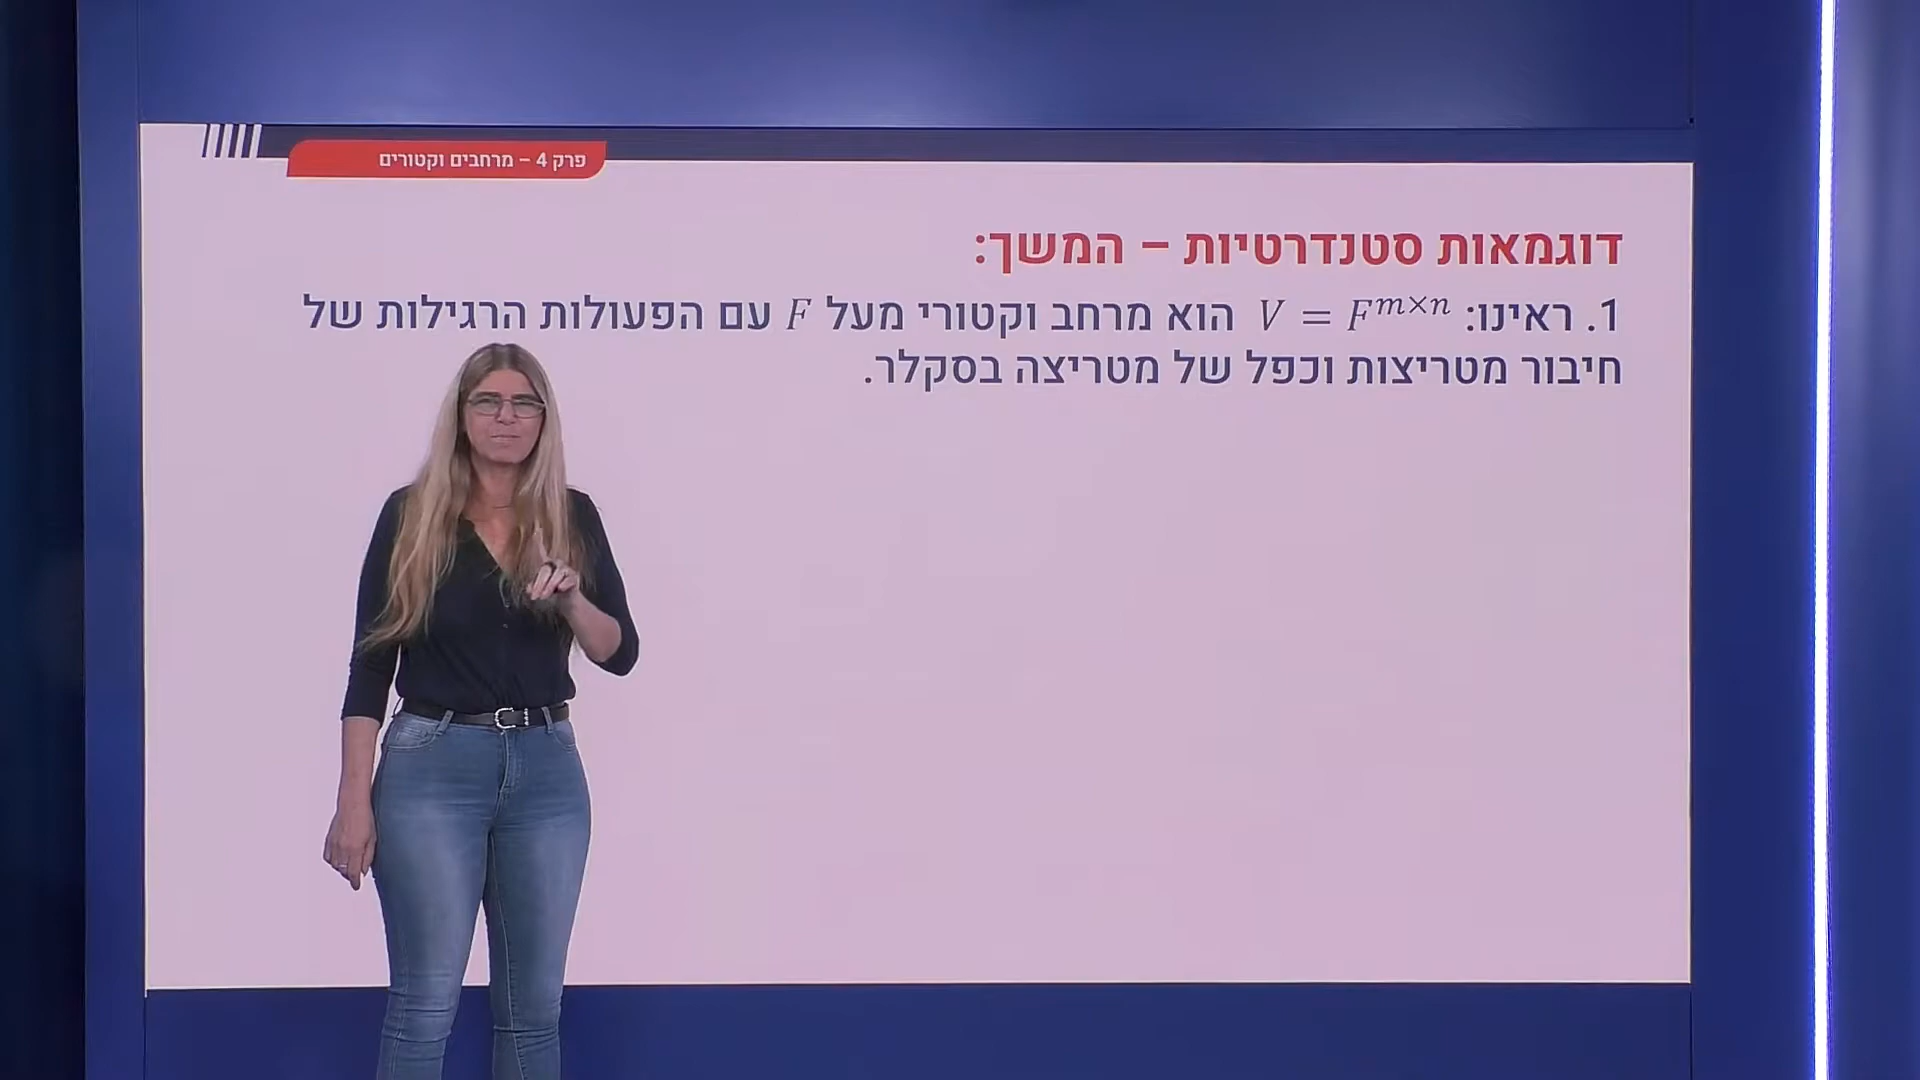 פרק 4 – מרחבים וקטורים
דוגמאות סטנדרטיות – המשך:
1. ראינו: V = F^{m×n} הוא מרחב וקטורי מעל F עם הפעולות הרגילות של
חיבור מטריצות וכפל של מטריצה בסקלר.